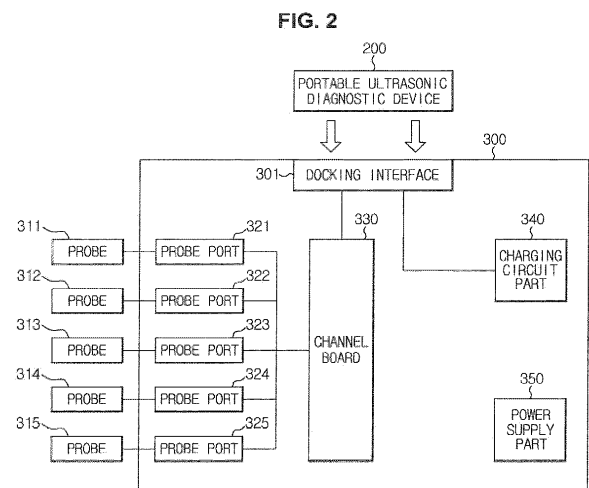 FIG. 2
200
PORTABLE ULTRASONIC
DIAGNOSTIC DEVICE
300
301
DOCKING INTERFACE
311
321
330
340
PROBE
PROBE PORT
CHARGING
CIRCUIT
PART
312
322
PROBE
PROBE PORT
313
323
PROBE
PROBE PORT
CHANNEL
BOARD
314
324
PROBE
PROBE PORT
350
315
325
PROBE
PROBE PORT
POWER
SUPPLY
PART